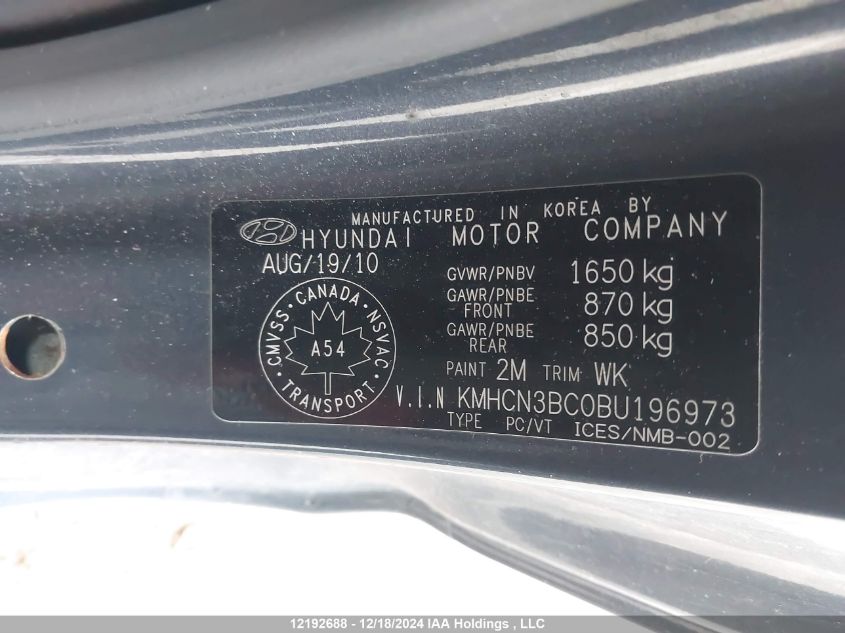 MANUFACTURED IN KOREA BY
HYUNDAI MOTOR COMPANY
AUG/19/10
GVWR/PNBV 1650 kg
GAWR/PNBE FRONT 870 kg
GAWR/PNBE REAR 850 kg
CANADA
CMVSS · NSVAC
A54
TRANSPORT
PAINT 2M TRIM WK
V.I.N KMHCN3BC0BU196973
TYPE PC/VT ICES/NMB-002
12192688 - 12/18/2024 IAA Holdings , LLC